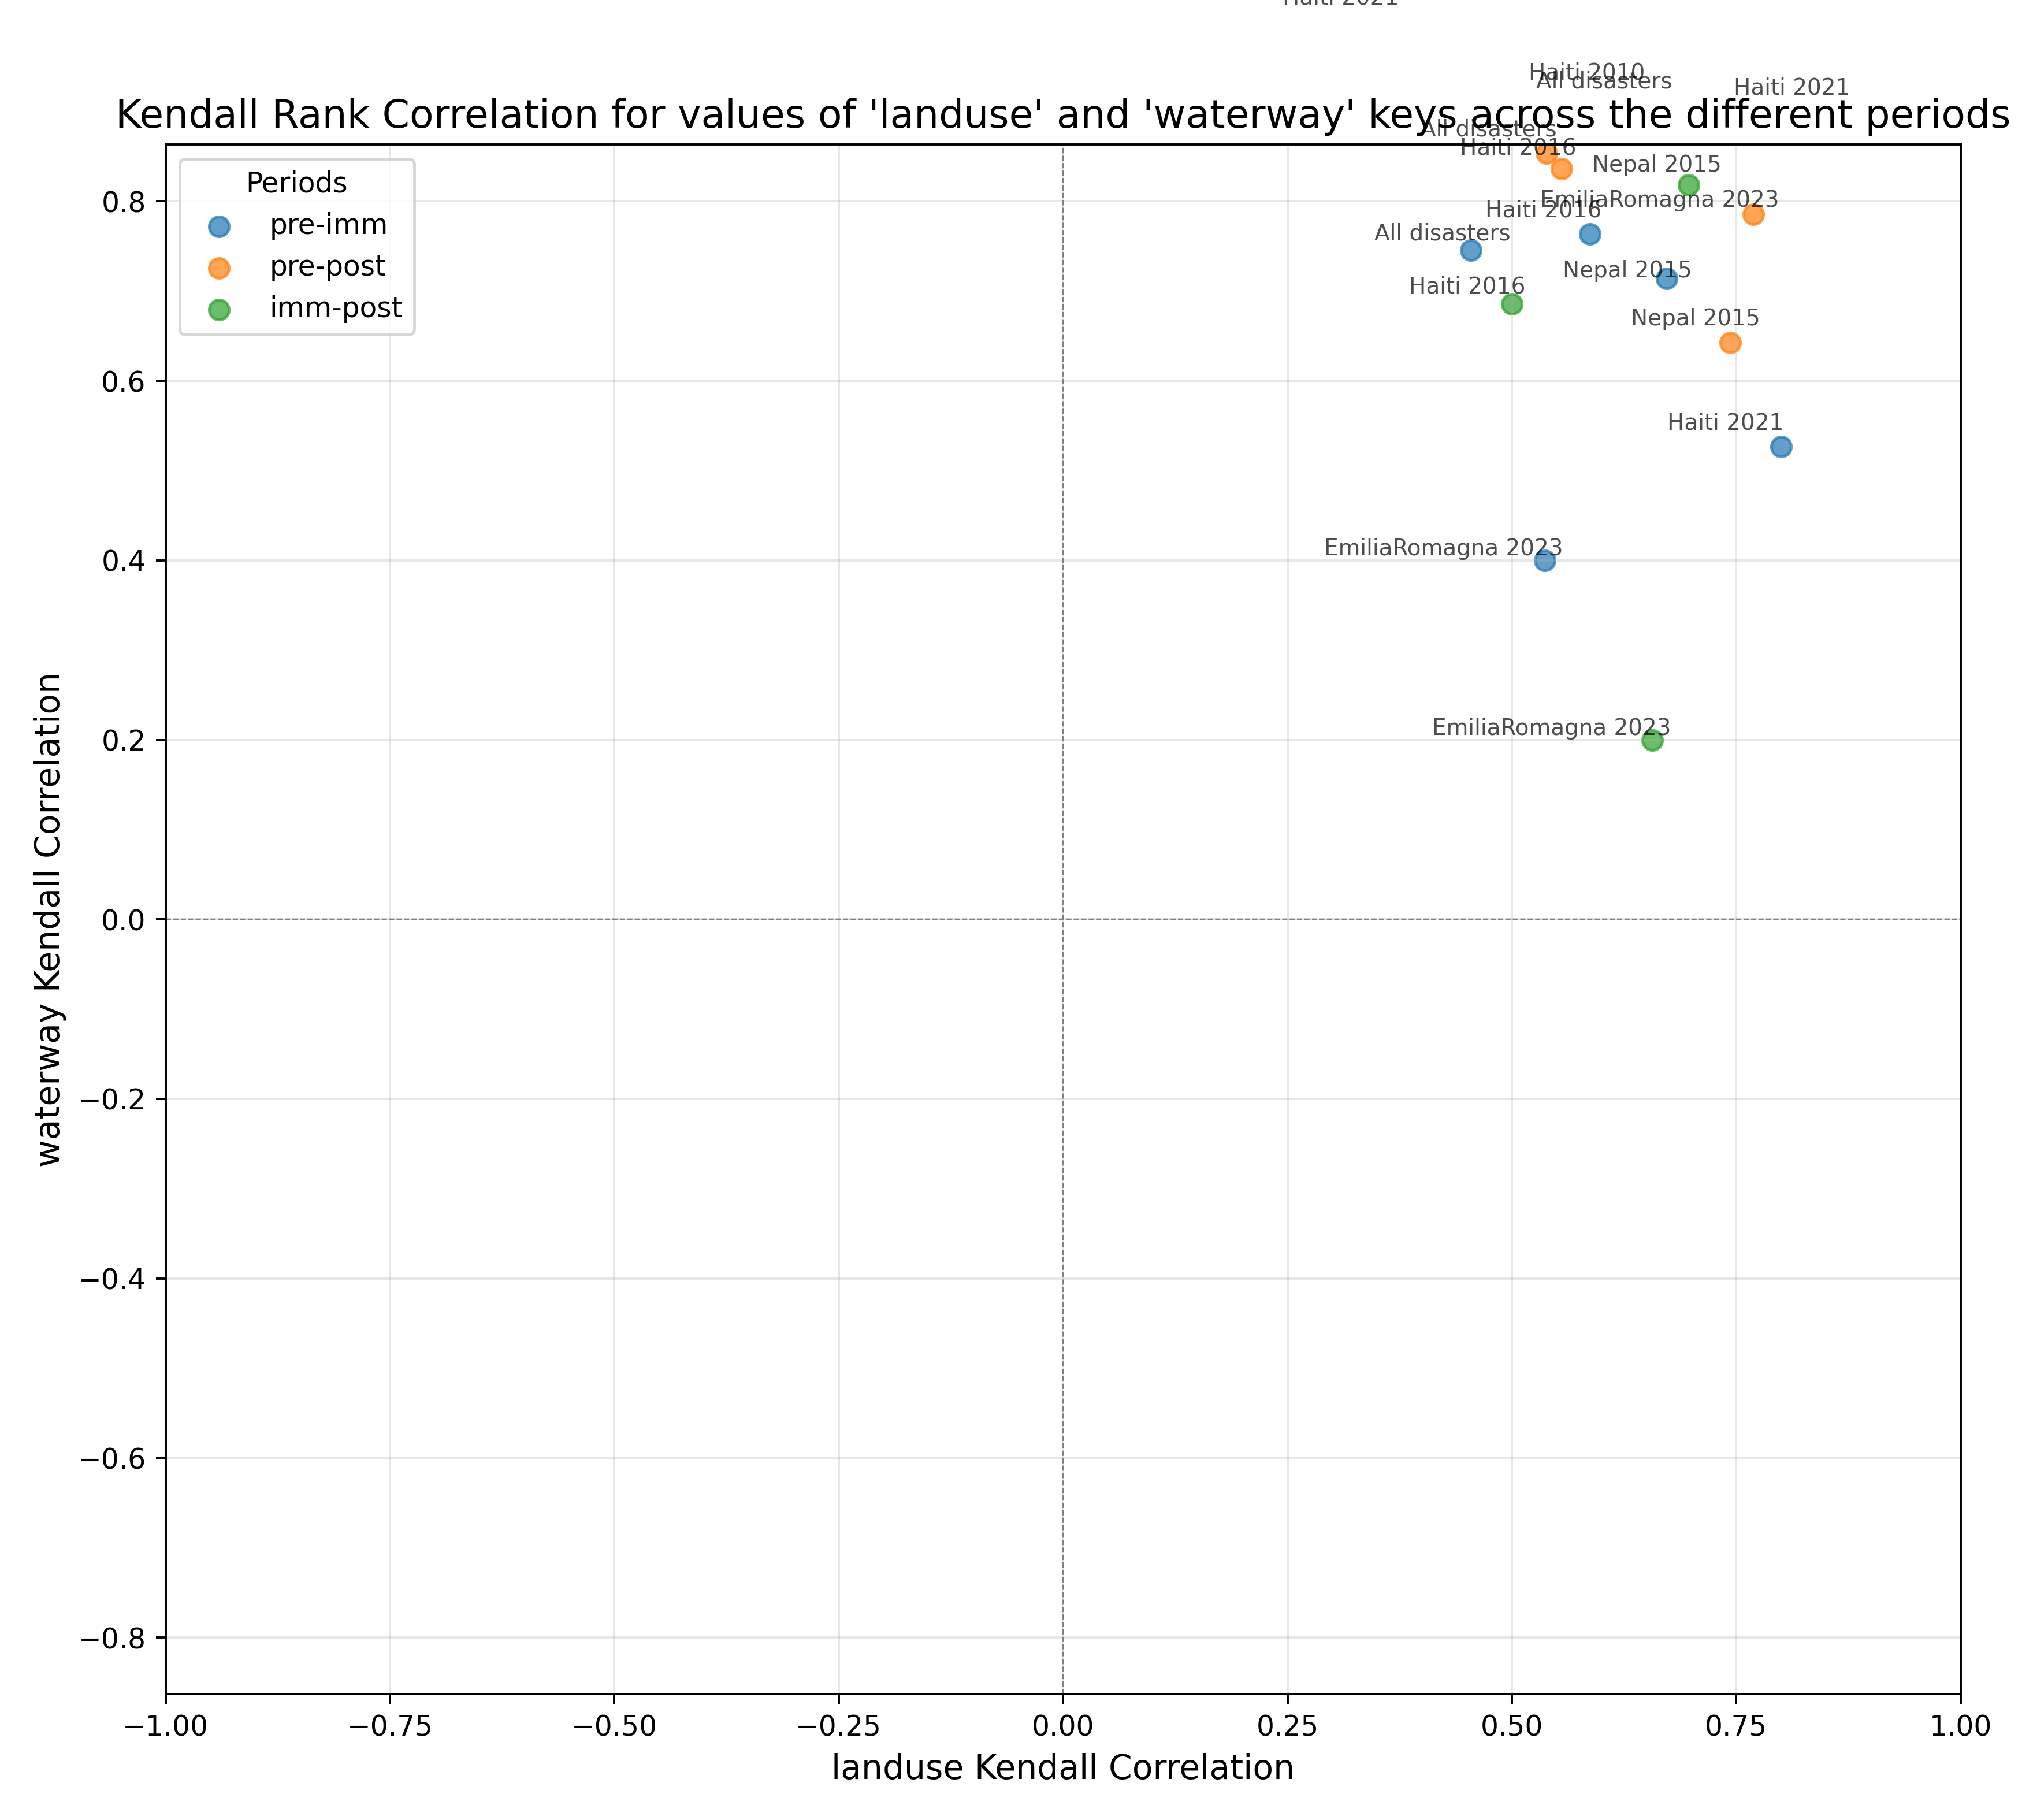 Haiti 2021
Haiti 2010
All disasters
Haiti 2021
Kendall Rank Correlation for values of 'landuse' and 'waterway' keys across the different periods
All disasters
Haiti 2016
Nepal 2015
EmiliaRomagna 2023
Haiti 2016
All disasters
Nepal 2015
Haiti 2016
Nepal 2015
Haiti 2021
EmiliaRomagna 2023
EmiliaRomagna 2023
Periods
pre-imm
pre-post
imm-post
waterway Kendall Correlation
0.8
0.6
0.4
0.2
0.0
−0.2
−0.4
−0.6
−0.8
−1.00
−0.75
−0.50
−0.25
0.00
0.25
0.50
0.75
1.00
landuse Kendall Correlation